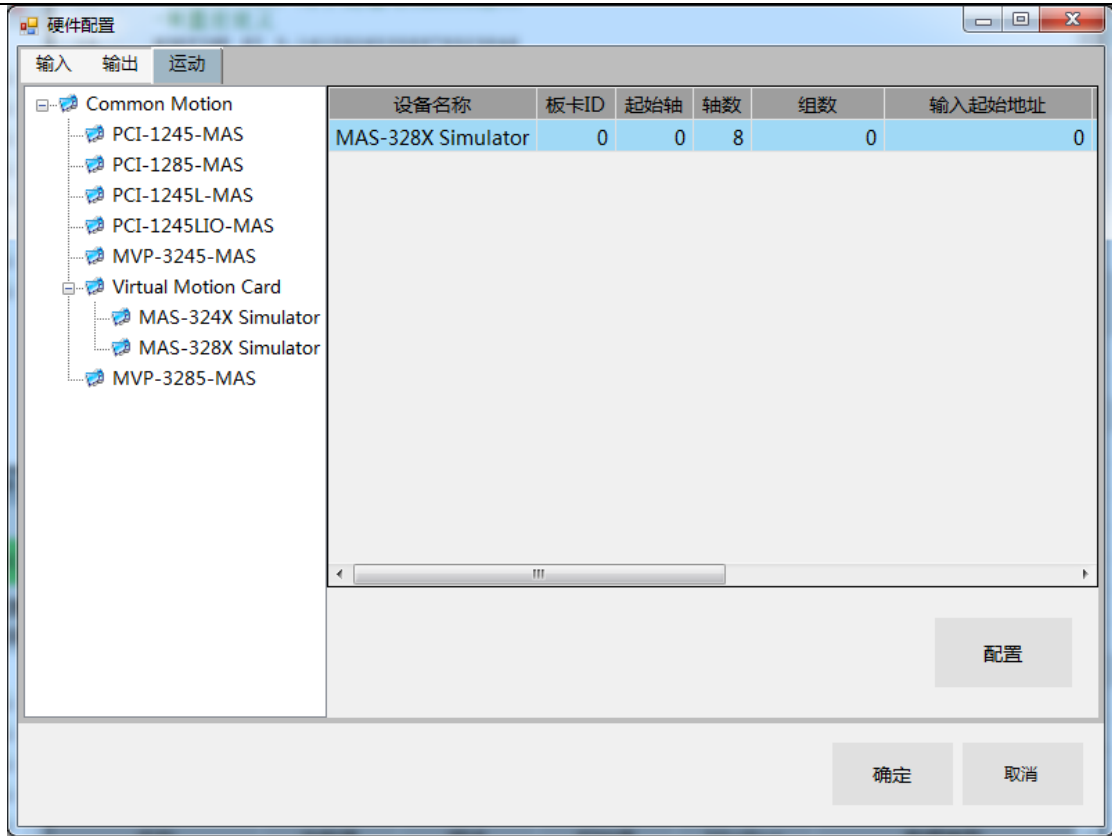 硬件配置
输入 输出 运动
Common Motion
PCI-1245-MAS
PCI-1285-MAS
PCI-1245L-MAS
PCI-1245LIO-MAS
MVP-3245-MAS
Virtual Motion Card
MAS-324X Simulator
MAS-328X Simulator
MVP-3285-MAS
设备名称 板卡ID 起始轴 轴数 组数 输入起始地址
MAS-328X Simulator 0 0 8 0 0
配置
确定 取消